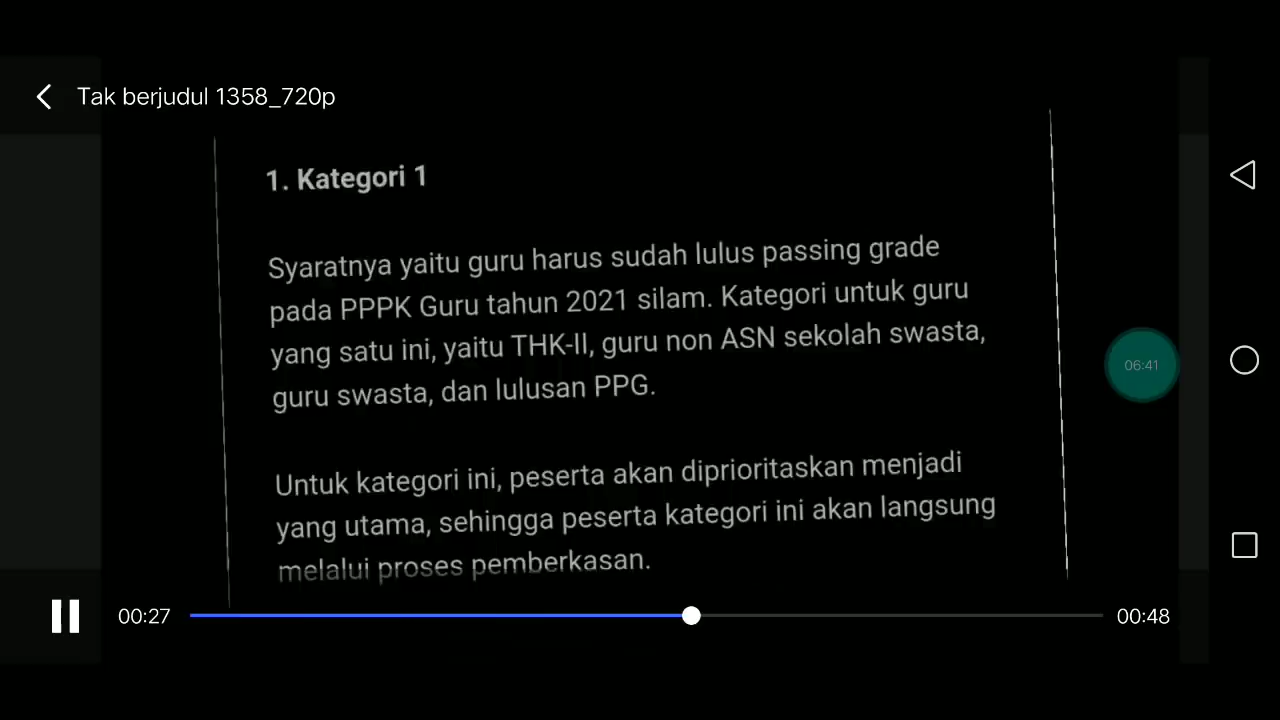 Tak berjudul 1358_720p
1. Kategori 1
Syaratnya yaitu guru harus sudah lulus passing grade
pada PPPK Guru tahun 2021 silam. Kategori untuk guru
yang satu ini, yaitu THK-II, guru non ASN sekolah swasta,
guru swasta, dan lulusan PPG.
06:41
Untuk kategori ini, peserta akan diprioritaskan menjadi
yang utama, sehingga peserta kategori ini akan langsung
melalui proses pemberkasan.
00:27
00:48